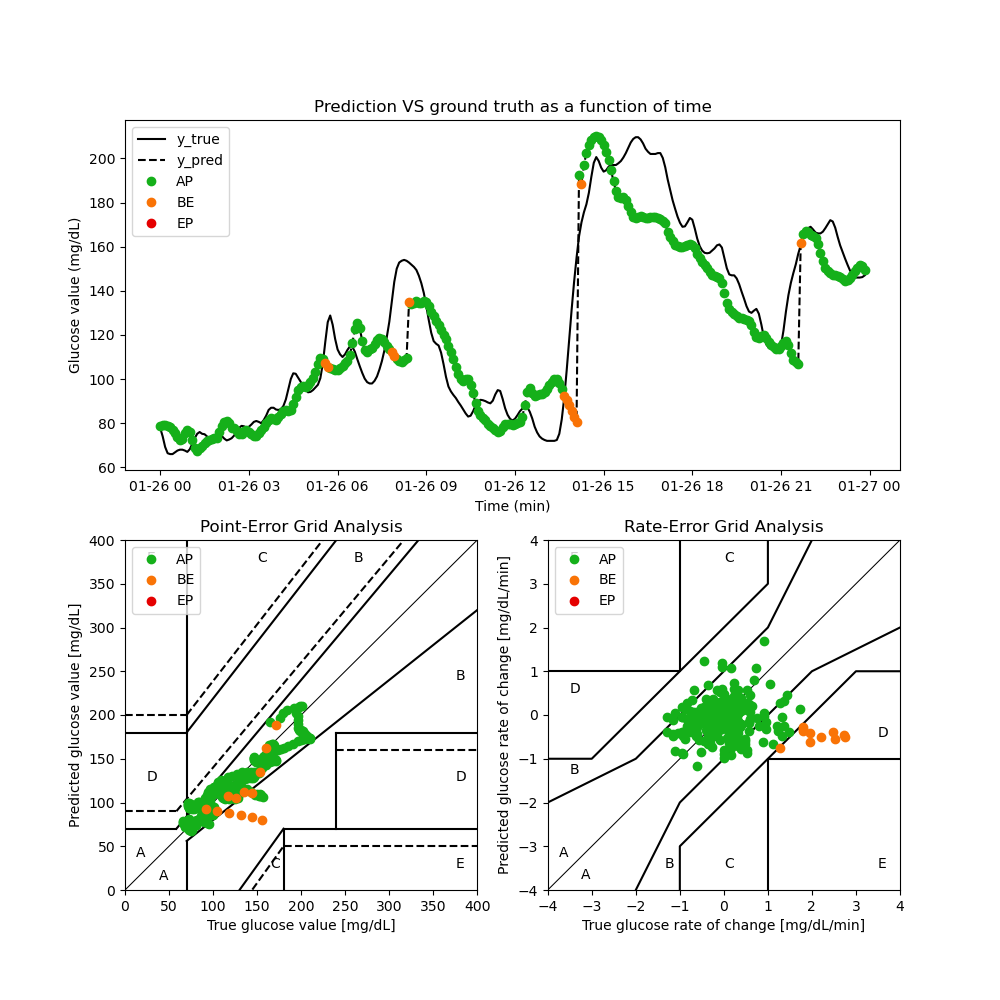 Prediction VS ground truth as a function of time
Glucose value (mg/dL)
200
180
160
140
120
100
80
60
y_true
y_pred
AP
BE
EP
01-26 00 01-26 03 01-26 06 01-26 09 01-26 12 01-26 15 01-26 18 01-26 21 01-27 00
Time (min)
Point-Error Grid Analysis
Predicted glucose value [mg/dL]
400
350
300
250
200
150
100
50
0
AP
BE
EP
C
B
B
D
D
A
A
C
E
0 50 100 150 200 250 300 350 400
True glucose value [mg/dL]
Rate-Error Grid Analysis
Predicted glucose rate of change [mg/dL/min]
4
3
2
1
0
−1
−2
−3
−4
AP
BE
EP
C
D
D
B
A
A
B
C
E
−4 −3 −2 −1 0 1 2 3 4
True glucose rate of change [mg/dL/min]